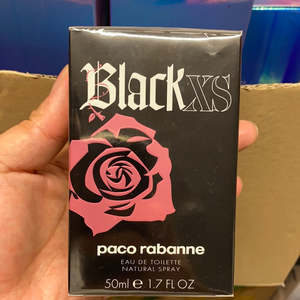 BlackXS
paco rabanne
EAU DE TOILETTE
NATURAL SPRAY
50ml ℮ 1.7 FL OZ